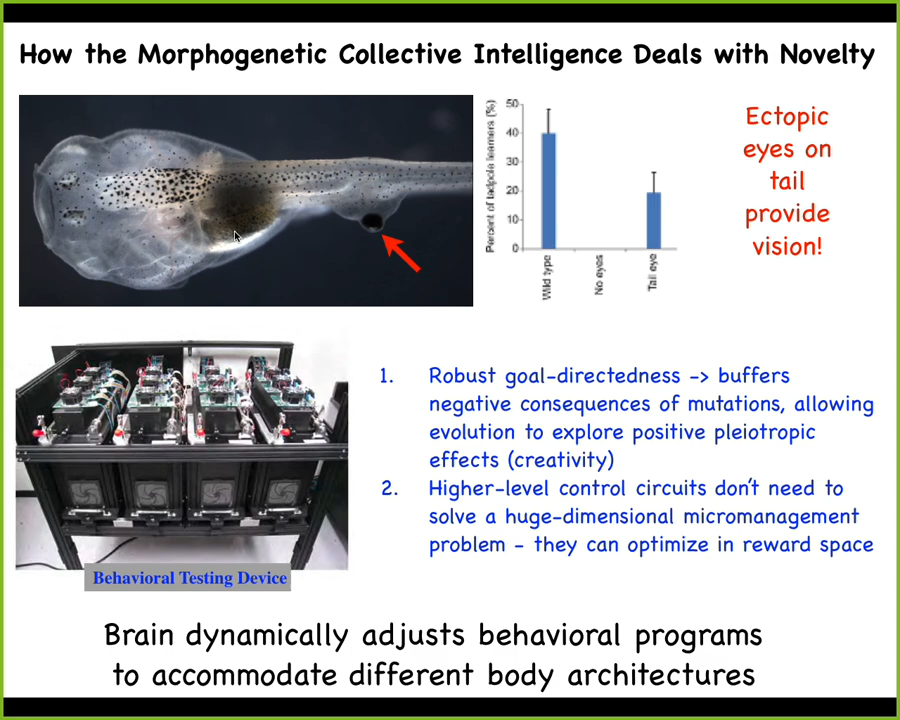 How the Morphogenetic Collective Intelligence Deals with Novelty
Percent of tadpole learners (%)
50
40
30
20
10
0
Wild type
No eyes
Tail eye
Ectopic
eyes on
tail
provide
vision!
Behavioral Testing Device
1. Robust goal-directedness -> buffers
negative consequences of mutations, allowing
evolution to explore positive pleiotropic
effects (creativity)
2. Higher-level control circuits don't need to
solve a huge-dimensional micromanagement
problem - they can optimize in reward space
Brain dynamically adjusts behavioral programs
to accommodate different body architectures